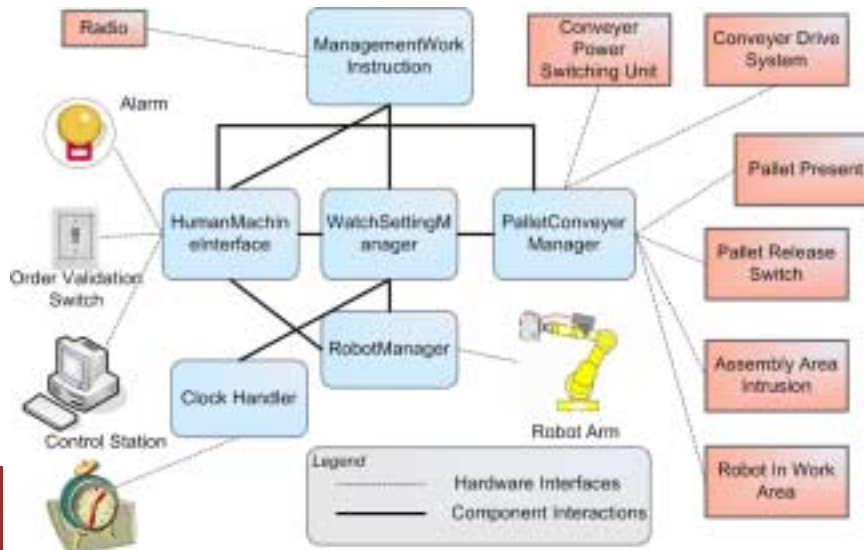 Radio
ManagementWork
Instruction
Conveyer
Power
Switching Unit
Conveyer Drive
System
Alarm
Pallet Present
HumanMachin
eInterface
WatchSettingM
anager
PalletConveyer
Manager
Order Validation
Switch
Pallet Release
Switch
RobotManager
Clock Handler
Assembly Area
Intrusion
Robot Arm
Control Station
Legend
Hardware Interfaces
Component Interactions
Robot In Work
Area